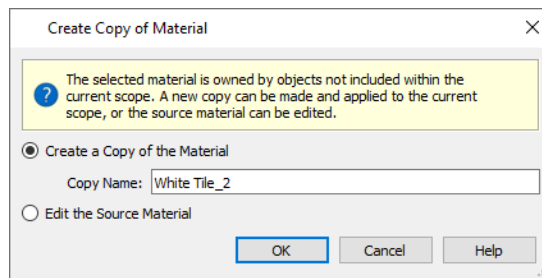 Create Copy of Material
The selected material is owned by objects not included within the
current scope. A new copy can be made and applied to the current
scope, or the source material can be edited.
Create a Copy of the Material
Copy Name: White Tile_2
Edit the Source Material
OK Cancel Help